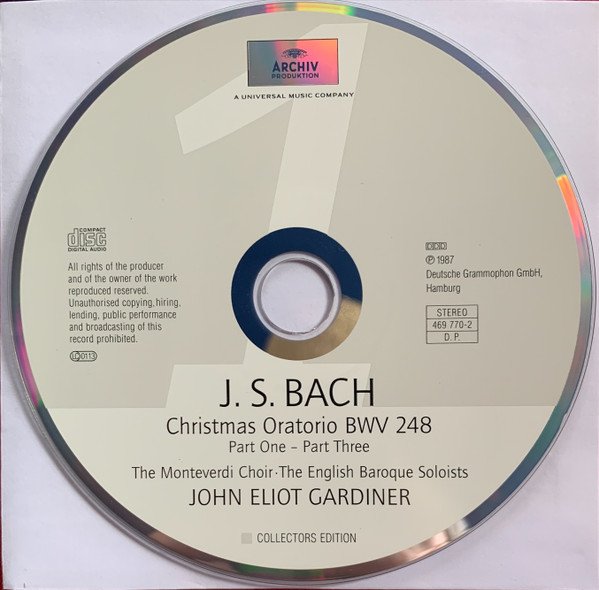 ARCHIV
PRODUKTION
A UNIVERSAL MUSIC COMPANY
1
COMPACT
disc
DIGITAL AUDIO
All rights of the producer
and of the owner of the work
reproduced reserved.
Unauthorised copying, hiring,
lending, public performance
and broadcasting of this
record prohibited.
LC 0113
DDD
℗ 1987
Deutsche Grammophon GmbH,
Hamburg
STEREO
469 770-2
D. P.
J. S. BACH
Christmas Oratorio BWV 248
Part One – Part Three
The Monteverdi Choir · The English Baroque Soloists
JOHN ELIOT GARDINER
COLLECTORS EDITION